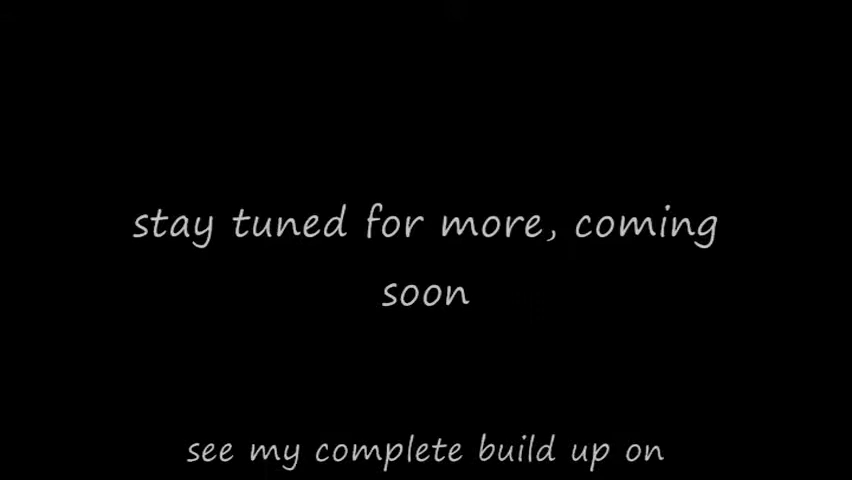 stay tuned for more, coming
soon
see my complete build up on